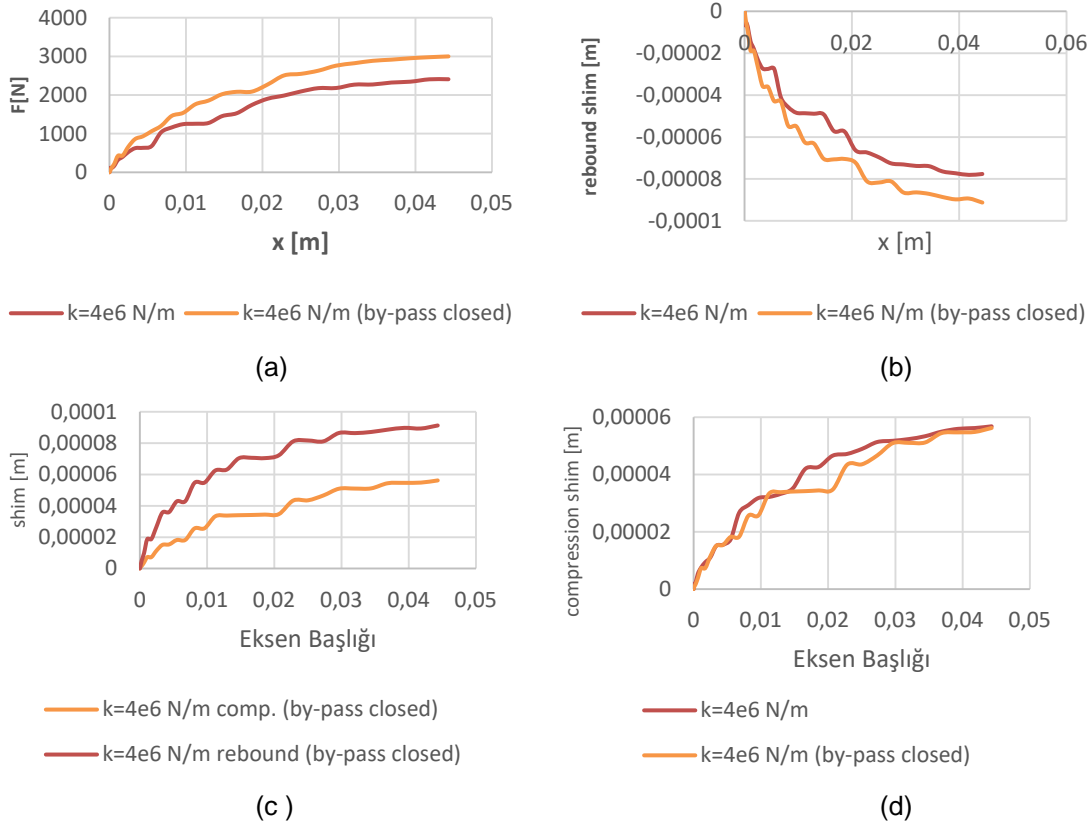 4000
3000
2000
1000
0
F[N]
0 0,01 0,02 0,03 0,04 0,05
x [m]
k=4e6 N/m k=4e6 N/m (by-pass closed)
(a)
0
-0,00002
-0,00004
-0,00006
-0,00008
-0,0001
rebound shim [m]
0 0,02 0,04 0,06
x [m]
k=4e6 N/m k=4e6 N/m (by-pass closed)
(b)
0,0001
0,00008
0,00006
0,00004
0,00002
0
shim [m]
0 0,01 0,02 0,03 0,04 0,05
Eksen Başlığı
k=4e6 N/m comp. (by-pass closed)
k=4e6 N/m rebound (by-pass closed)
(c )
0,00006
0,00004
0,00002
0
compression shim [m]
0 0,01 0,02 0,03 0,04 0,05
Eksen Başlığı
k=4e6 N/m
k=4e6 N/m (by-pass closed)
(d)